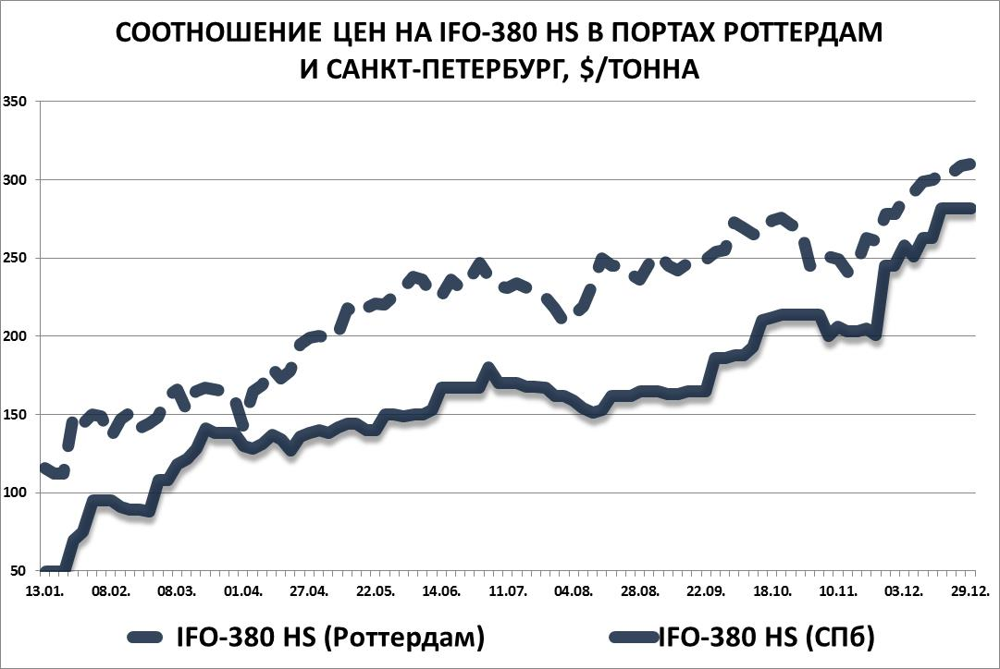 СООТНОШЕНИЕ ЦЕН НА IFO-380 HS В ПОРТАХ РОТТЕРДАМ
И САНКТ-ПЕТЕРБУРГ, $/ТОННА
350
300
250
200
150
100
50
13.01. 08.02. 08.03. 01.04. 27.04. 22.05. 14.06. 11.07. 04.08. 28.08. 22.09. 18.10. 10.11. 03.12. 29.12.
IFO-380 HS (Роттердам) IFO-380 HS (СПб)